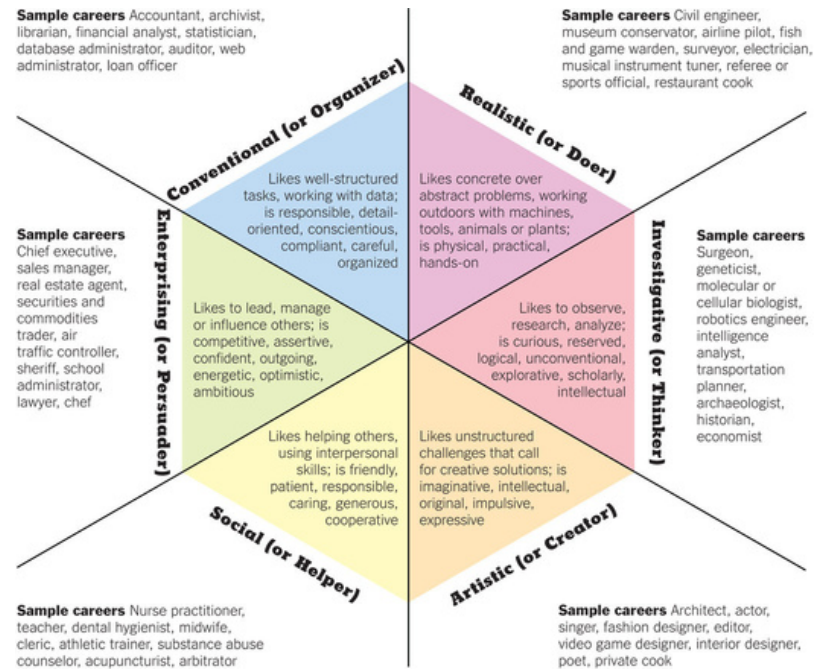 Sample careers Accountant, archivist,
librarian, financial analyst, statistician,
database administrator, auditor, web
administrator, loan officer
Sample careers Civil engineer,
museum conservator, airline pilot, fish
and game warden, surveyor, electrician,
musical instrument tuner, referee or
sports official, restaurant cook
Conventional (or Organizer)
Realistic (or Doer)
Likes well-structured
tasks, working with data;
is responsible, detail-
oriented, conscientious,
compliant, careful,
organized
Likes concrete over
abstract problems, working
outdoors with machines,
tools, animals or plants;
is physical, practical,
hands-on
Sample careers
Chief executive,
sales manager,
real estate agent,
securities and
commodities
trader, air
traffic controller,
sheriff, school
administrator,
lawyer, chef
Enterprising (or Persuader)
Likes to lead, manage
or influence others; is
competitive, assertive,
confident, outgoing,
energetic, optimistic,
ambitious
Likes to observe,
research, analyze;
is curious, reserved,
logical, unconventional,
explorative, scholarly,
intellectual
Investigative (or Thinker)
Sample careers
Surgeon,
geneticist,
molecular or
cellular biologist,
robotics engineer,
intelligence
analyst,
transportation
planner,
archaeologist,
historian,
economist
Likes helping others,
using interpersonal
skills; is friendly,
patient, responsible,
caring, generous,
cooperative
Likes unstructured
challenges that call
for creative solutions; is
imaginative, intellectual,
original, impulsive,
expressive
Social (or Helper)
Artistic (or Creator)
Sample careers Nurse practitioner,
teacher, dental hygienist, midwife,
cleric, athletic trainer, substance abuse
counselor, acupuncturist, arbitrator
Sample careers Architect, actor,
singer, fashion designer, editor,
video game designer, interior designer,
poet, private cook